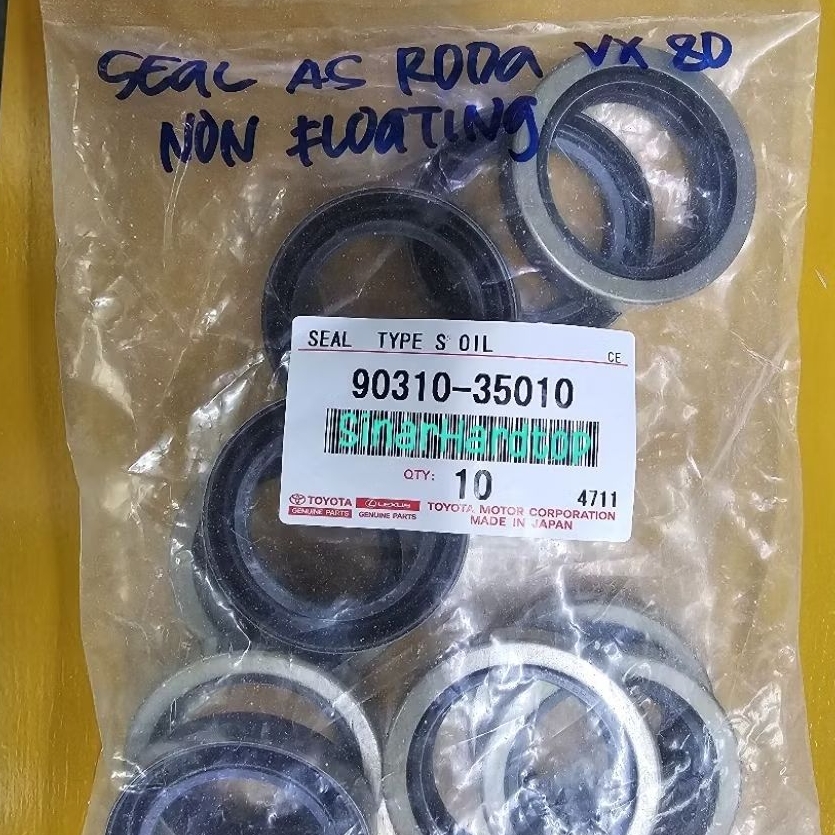 SEAL AS RODA VX 80
NON FLOATING
SEAL TYPE S OIL
CE
90310-35010
SinarHardtop
QTY: 10
4711
TOYOTA
GENUINE PARTS
LEXUS
GENUINE PARTS
TOYOTA MOTOR CORPORATION
MADE IN JAPAN